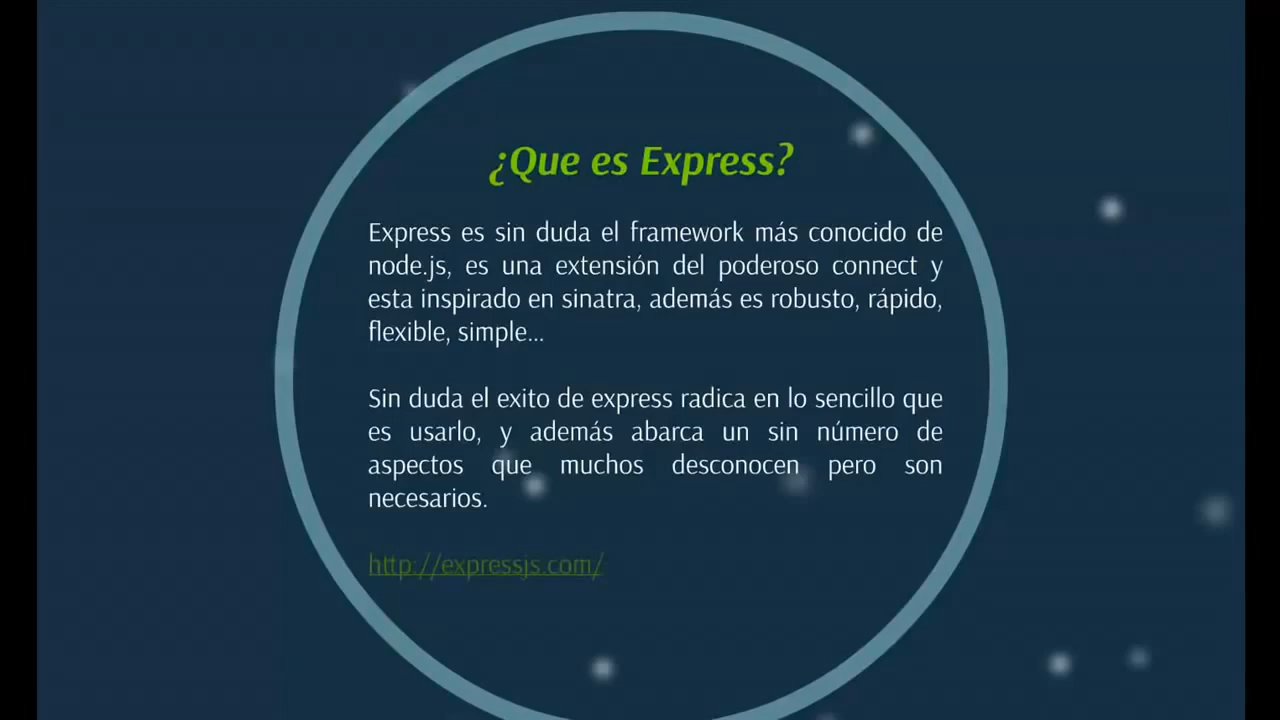 ¿Que es Express?
Express es sin duda el framework más conocido de
node.js, es una extensión del poderoso connect y
esta inspirado en sinatra, además es robusto, rápido,
flexible, simple...
Sin duda el exito de express radica en lo sencillo que
es usarlo, y además abarca un sin número de
aspectos que muchos desconocen pero son
necesarios.
http://expressjs.com/